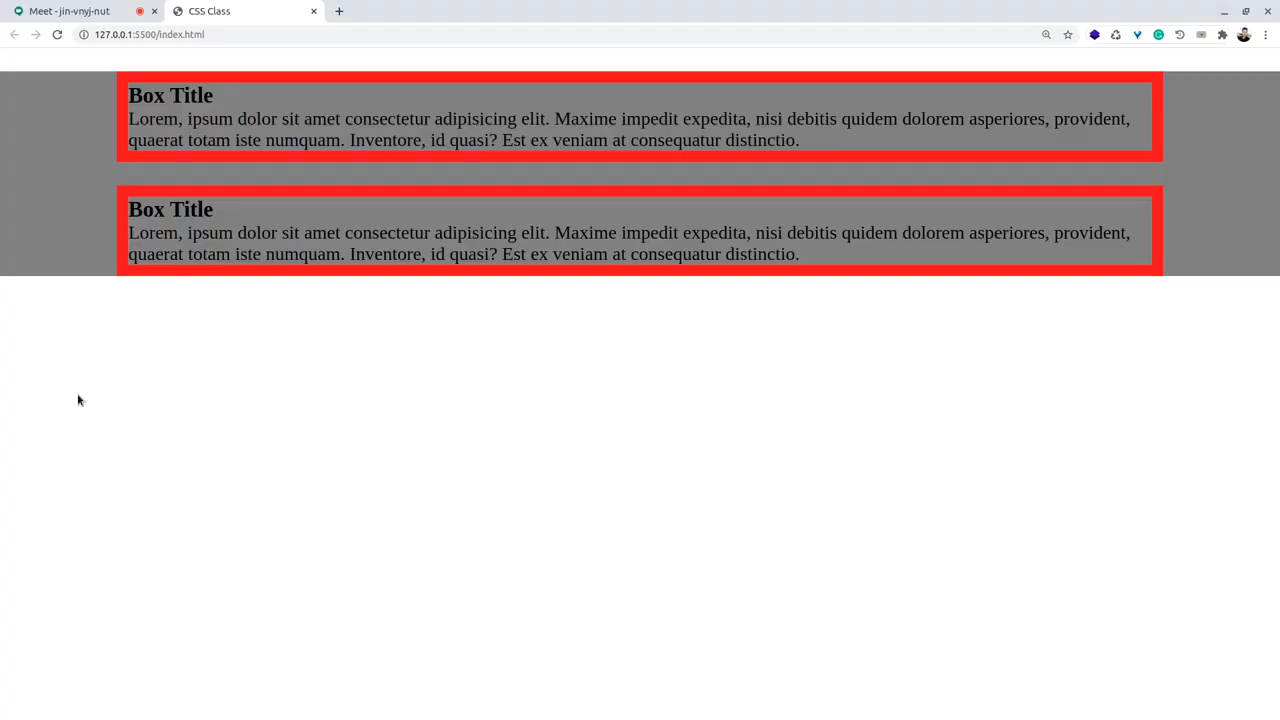 Meet - jin-vnyj-nut
CSS Class
127.0.0.1:5500/index.html
Box Title
Lorem, ipsum dolor sit amet consectetur adipisicing elit. Maxime impedit expedita, nisi debitis quidem dolorem asperiores, provident,
quaerat totam iste numquam. Inventore, id quasi? Est ex veniam at consequatur distinctio.
Box Title
Lorem, ipsum dolor sit amet consectetur adipisicing elit. Maxime impedit expedita, nisi debitis quidem dolorem asperiores, provident,
quaerat totam iste numquam. Inventore, id quasi? Est ex veniam at consequatur distinctio.